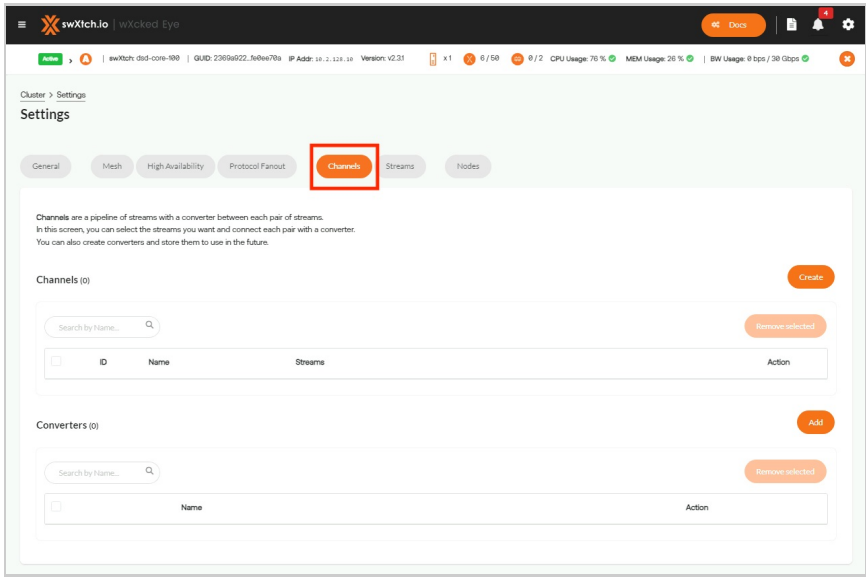 swXtch.io | wXcked Eye
Docs
4
Active > A | swXtch: dsd-core-100 | GUID: 2369a922_fe0ee70a IP Addr: 10.2.128.10 Version: v2.3.1 x 1 6 / 50 0 / 2 CPU Usage: 76 % MEM Usage: 26 % | BW Usage: 0 bps / 30 Gbps
Cluster > Settings
Settings
General Mesh High Availability Protocol Fanout Channels Streams Nodes
Channels are a pipeline of streams with a converter between each pair of streams.
In this screen, you can select the streams you want and connect each pair with a converter.
You can also create converters and store them to use in the future.
Channels (0)
Create
Search by Name...
Remove selected
ID Name Streams Action
Converters (0)
Add
Search by Name...
Remove selected
Name Action